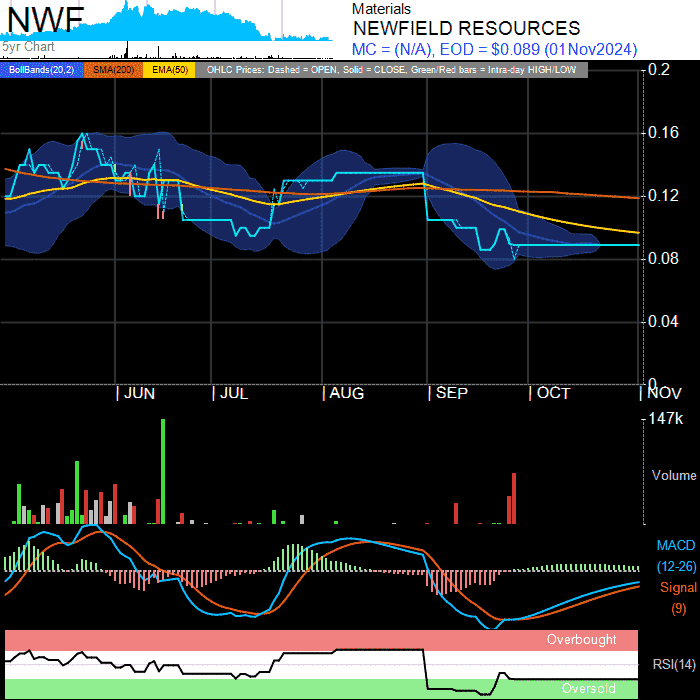 NWF
5yr Chart
Materials
NEWFIELD RESOURCES
MC = (N/A), EOD = $0.089 (01Nov2024)
BollBands(20,2) SMA(200) EMA(50) OHLC Prices: Dashed = OPEN, Solid = CLOSE, Green/Red bars = Intra-day HIGH/LOW
0.2
0.16
0.12
0.08
0.04
0
| JUN | JUL | AUG | SEP | OCT | NOV
147k
Volume
MACD
(12-26)
Signal
(9)
Overbought
RSI(14)
Oversold